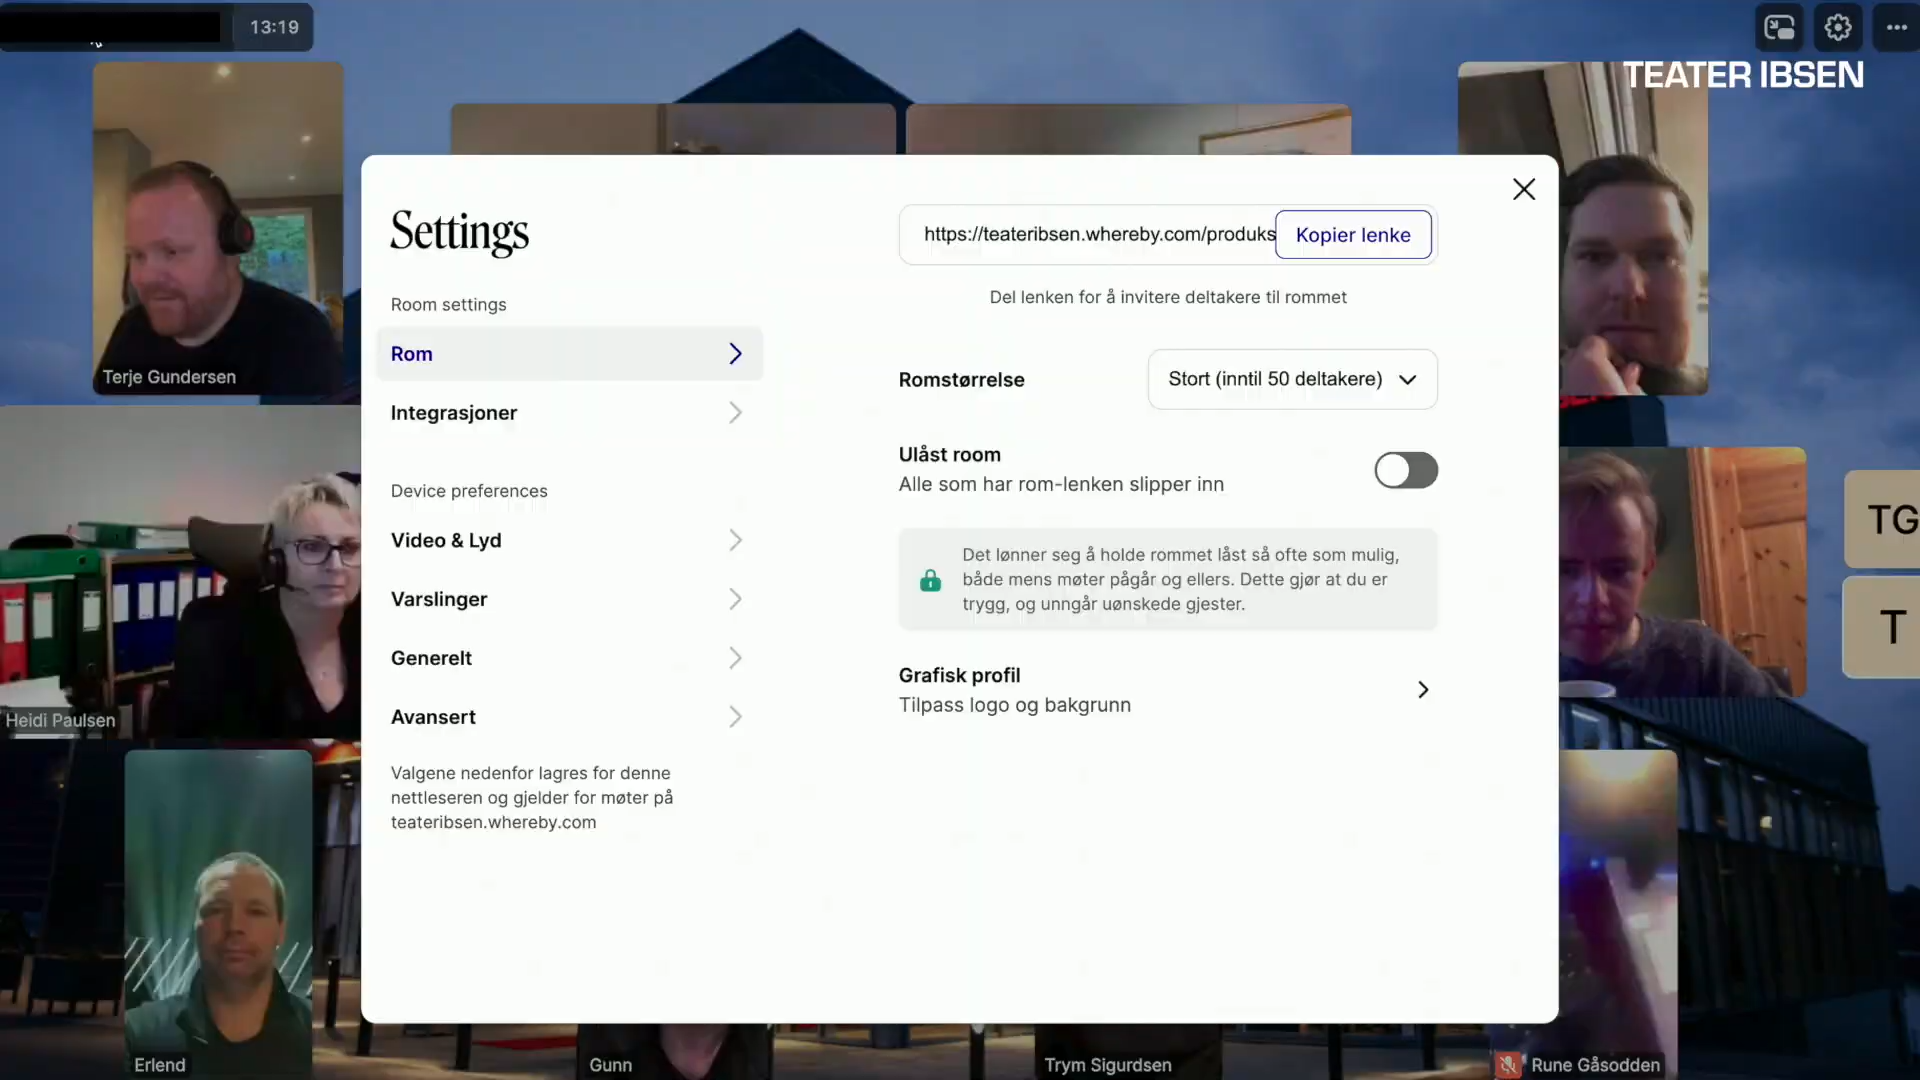 13:19
TEATER IBSEN
Settings
https://teateribsen.whereby.com/produks
Kopier lenke
Del lenken for å invitere deltakere til rommet
Room settings
Rom
Integrasjoner
Romstørrelse
Stort (inntil 50 deltakere)
Ulåst room
Alle som har rom-lenken slipper inn
Device preferences
Video & Lyd
Varslinger
Generelt
Avansert
Det lønner seg å holde rommet låst så ofte som mulig,
både mens møter pågår og ellers. Dette gjør at du er
trygg, og unngår uønskede gjester.
Grafisk profil
Tilpass logo og bakgrunn
Valgene nedenfor lagres for denne
nettleseren og gjelder for møter på
teateribsen.whereby.com
Terje Gundersen
Heidi Paulsen
TG
T
Erlend
Gunn
Trym Sigurdsen
Rune Gåsodden